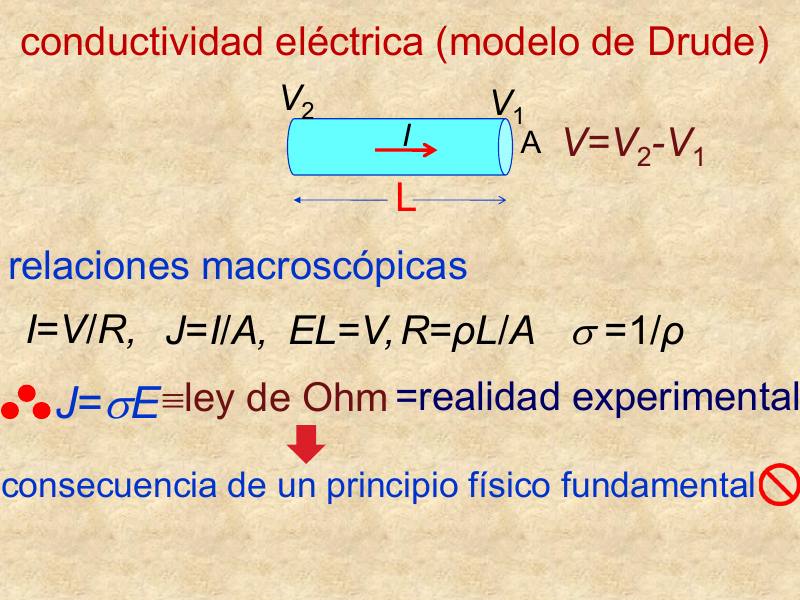 conductividad eléctrica (modelo de Drude)
V₂ V₁
I A V=V₂-V₁
L
relaciones macroscópicas
I=V/R, J=I/A, EL=V, R=ρL/A σ=1/ρ
J=σE≡ley de Ohm =realidad experimental
consecuencia de un principio físico fundamental